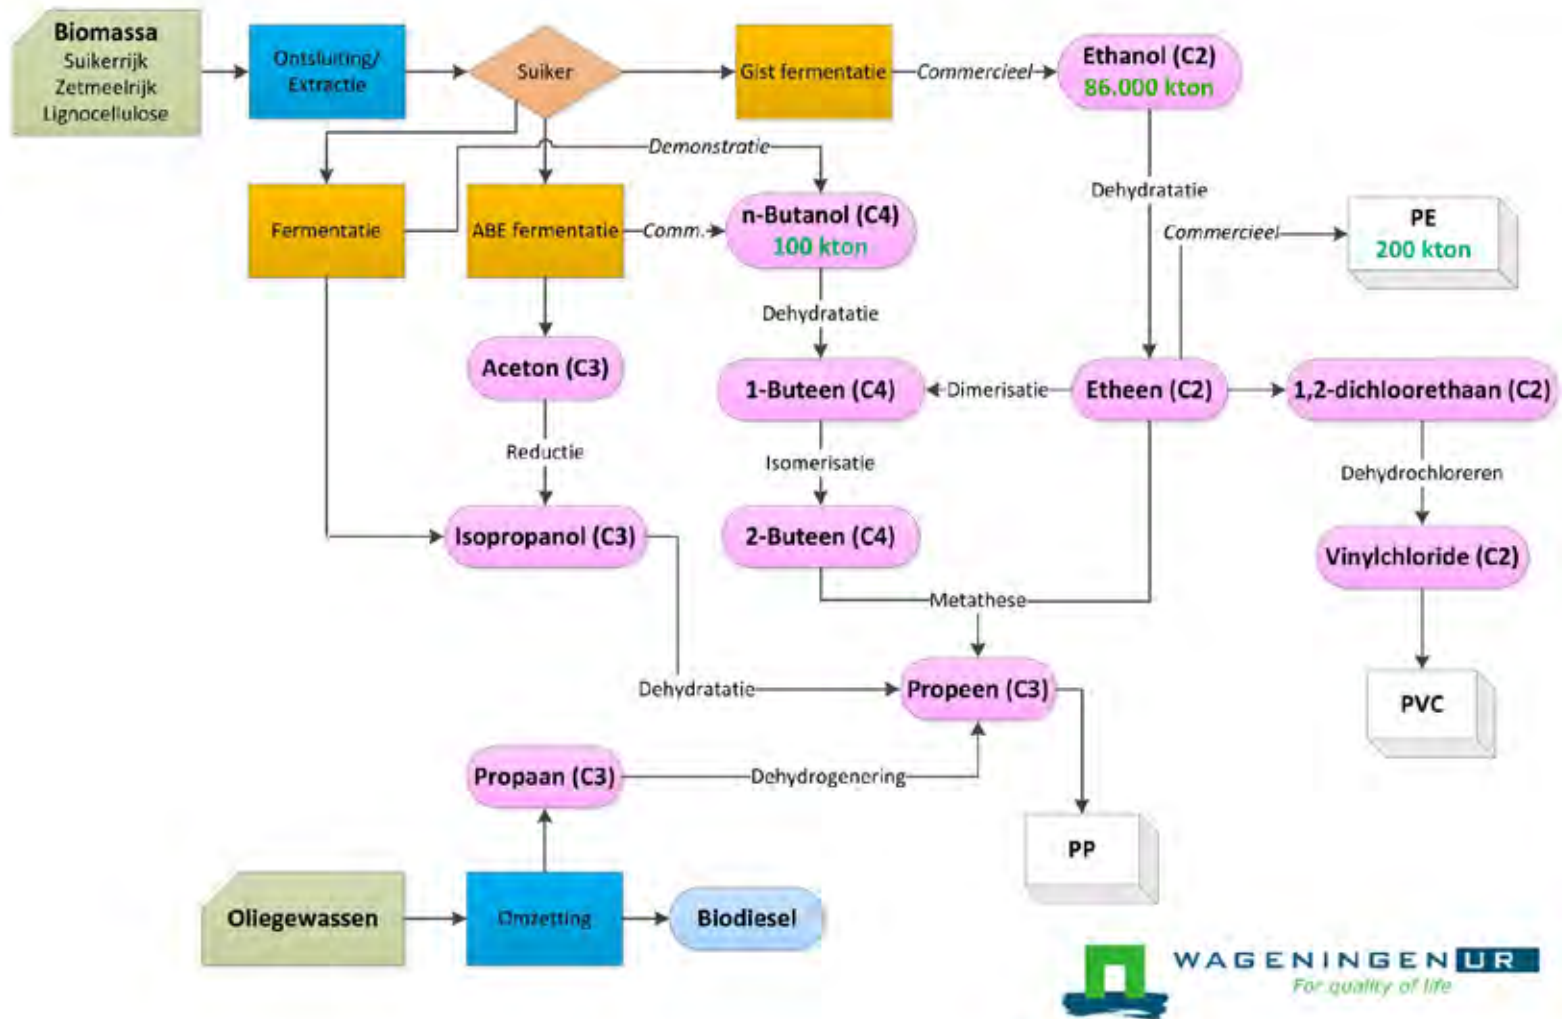 Biomassa
Suikerrijk
Zetmeelrijk
Lignocellulose
Ontsluiting/
Extractie
Suiker
Gist fermentatie
Commercieel
Ethanol (C2)
86.000 kton
Demonstratie
Dehydratatie
Fermentatie
ABE fermentatie
Comm.
n-Butanol (C4)
100 kton
Commercieel
PE
200 kton
Dehydratatie
Aceton (C3)
1-Buteen (C4)
Dimerisatie
Etheen (C2)
1,2-dichloorethaan (C2)
Reductie
Isomerisatie
Dehydrochloreren
Isopropanol (C3)
2-Buteen (C4)
Vinylchloride (C2)
Metathese
Dehydratatie
Propeen (C3)
PVC
Propaan (C3)
Dehydrogenering
PP
Oliegewassen
Omzetting
Biodiesel
WAGENINGEN UR
For quality of life